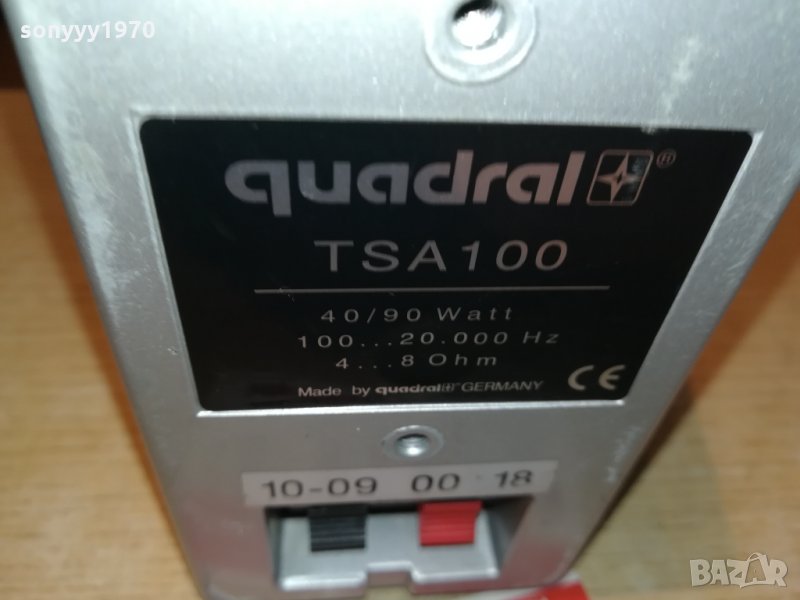 sonyyy1970
quadral®
TSA100
40/90 Watt
100...20.000 Hz
4...8 Ohm
Made by quadral GERMANY CE
10-09 00 18
BAZAR